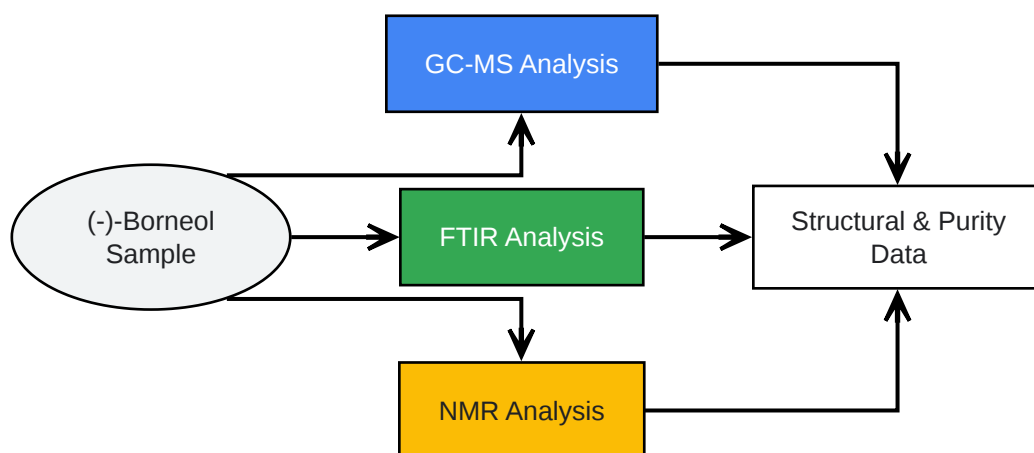 GC-MS Analysis
(-)-Borneol
Sample
FTIR Analysis
Structural & Purity
Data
NMR Analysis